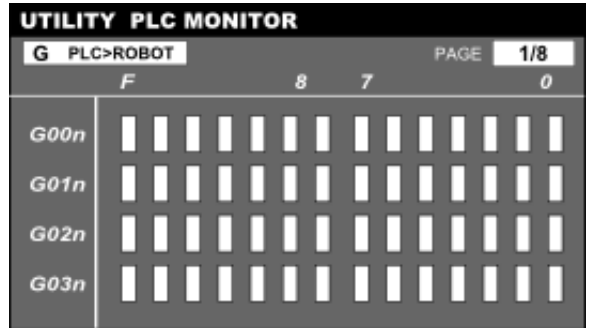 UTILITY PLC MONITOR
G PLC>ROBOT PAGE 1/8
F 8 7 0
G00n
G01n
G02n
G03n